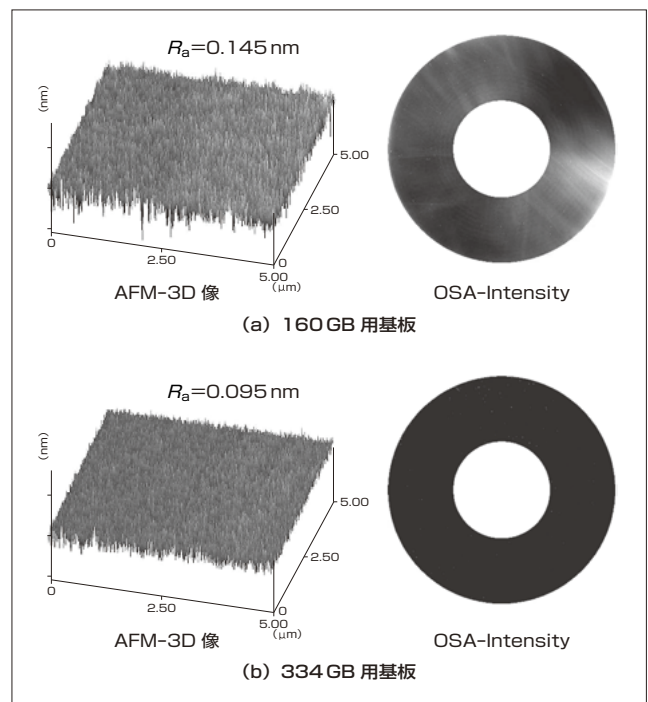 Ra=0.145 nm
(nm)
5.00
2.50
0
0
2.50
5.00
(μm)
AFM-3D 像
OSA-Intensity
(a) 160 GB 用基板
Ra=0.095 nm
(nm)
5.00
2.50
0
0
2.50
5.00
(μm)
AFM-3D 像
OSA-Intensity
(b) 334 GB 用基板